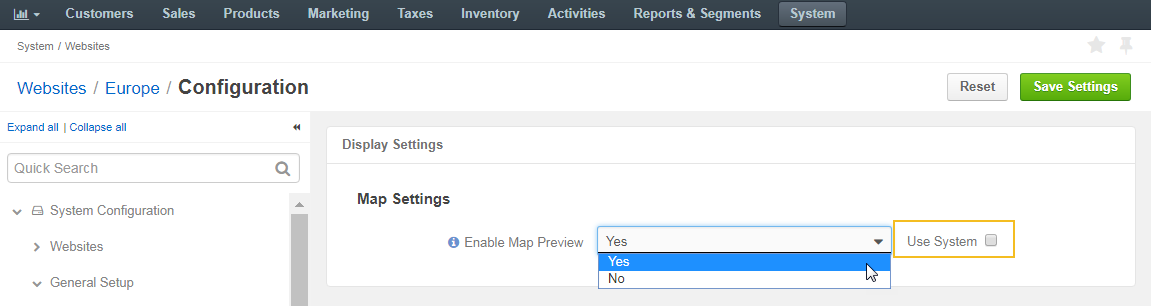 Customers Sales Products Marketing Taxes Inventory Activities Reports & Segments System
System / Websites
Websites / Europe / Configuration Reset Save Settings
Expand all | Collapse all
Display Settings
Quick Search
Map Settings
System Configuration
Websites
Enable Map Preview Yes Use System
Yes
No
General Setup